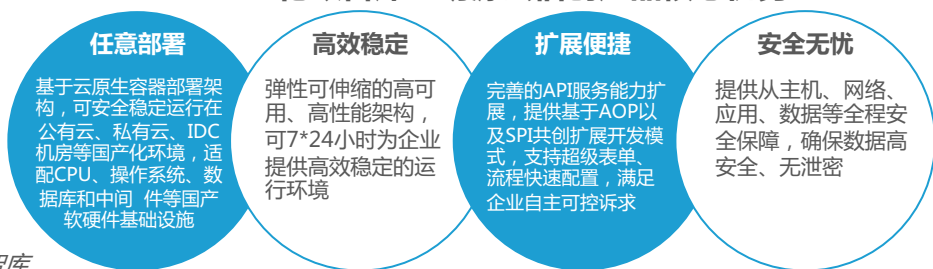 任意部署
基于云原生容器部署架
构，可安全稳定运行在
公有云、私有云、IDC
机房等国产化环境，适
配CPU、操作系统、数
据库和中间 件等国产
软硬件基础设施
高效稳定
弹性可伸缩的高可
用、高性能架构，
可7*24小时为企业
提供高效稳定的运
行环境
扩展便捷
完善的API服务能力扩
展，提供基于AOP以
及SPI共创扩展开发模
式，支持超级表单、
流程快速配置，满足
企业自主可控诉求
安全无忧
提供从主机、网络、
应用、数据等全程安
全保障，确保数据高
安全、无泄密